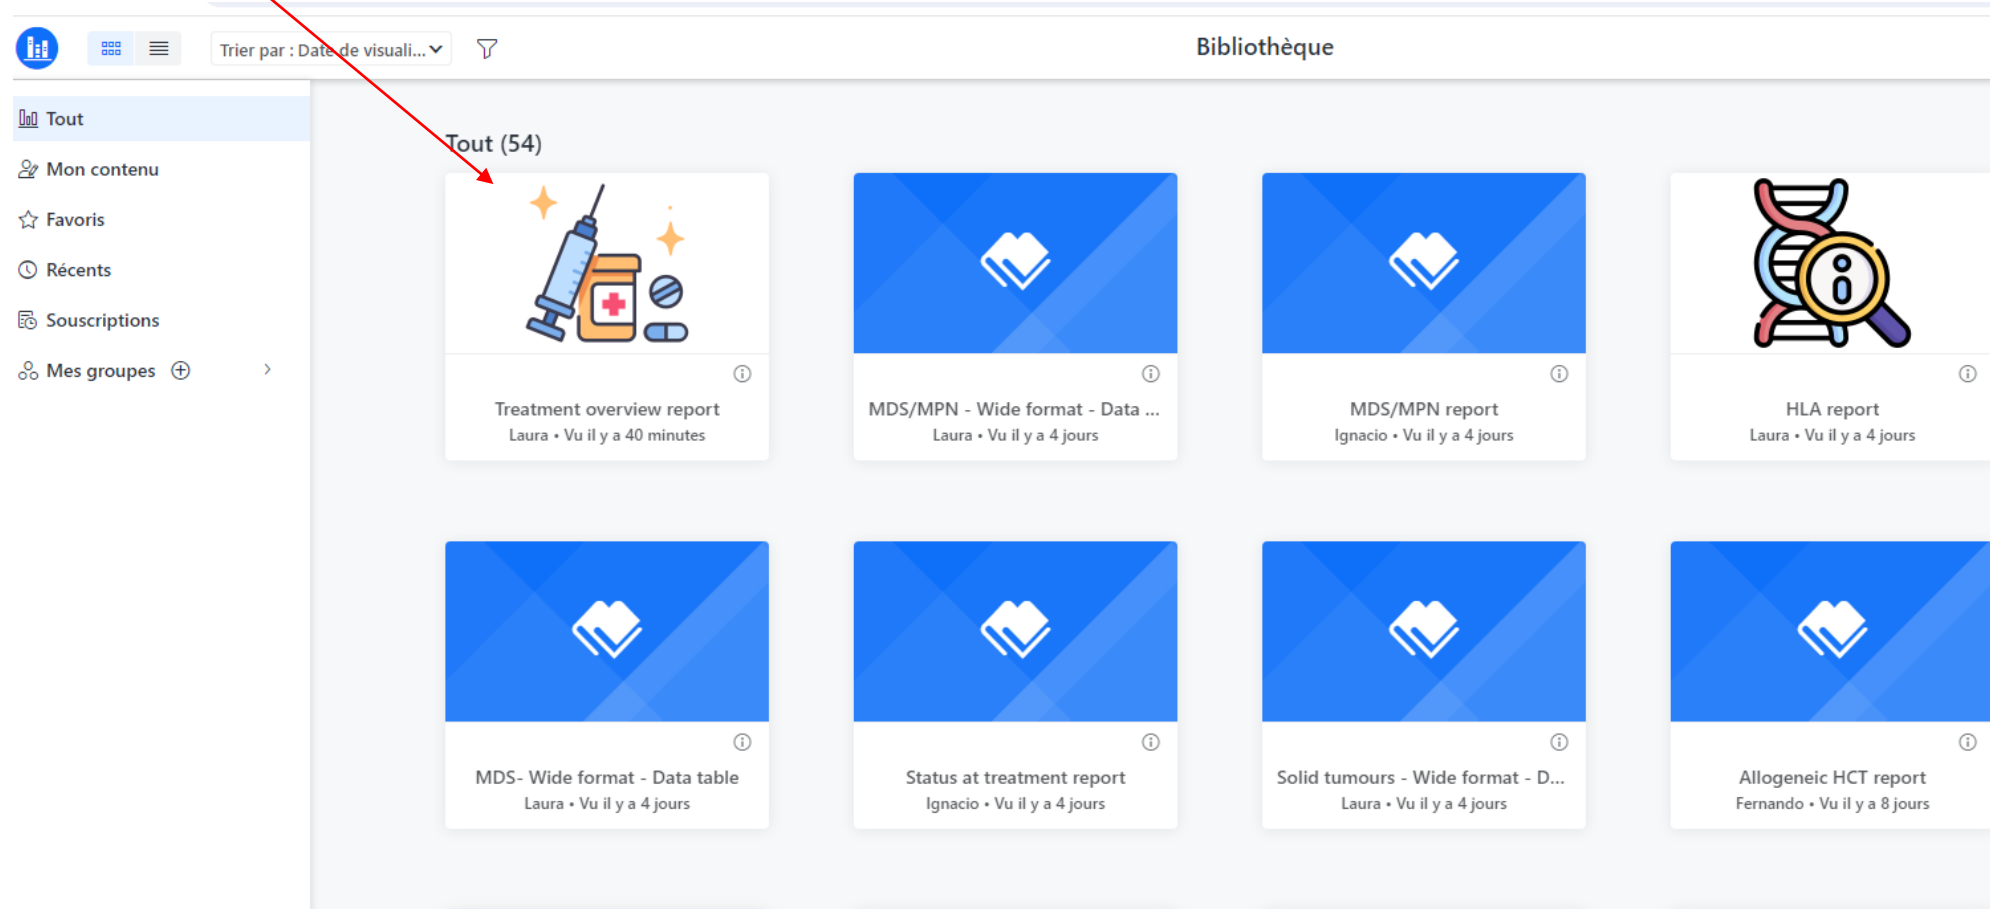 Trier par : Date de visuali...
Bibliothèque
Tout
Mon contenu
Favoris
Récents
Souscriptions
Mes groupes
Tout (54)
Treatment overview report
Laura • Vu il y a 40 minutes
MDS/MPN - Wide format - Data ...
Laura • Vu il y a 4 jours
MDS/MPN report
Ignacio • Vu il y a 4 jours
HLA report
Laura • Vu il y a 4 jours
MDS- Wide format - Data table
Laura • Vu il y a 4 jours
Status at treatment report
Ignacio • Vu il y a 4 jours
Solid tumours - Wide format - D...
Laura • Vu il y a 4 jours
Allogeneic HCT report
Fernando • Vu il y a 8 jours